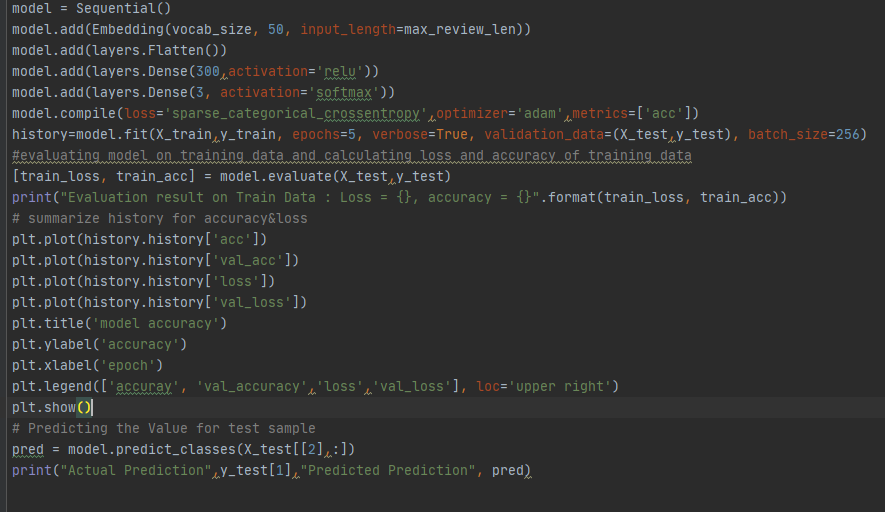 model = Sequential()
model.add(Embedding(vocab_size, 50, input_length=max_review_len))
model.add(layers.Flatten())
model.add(layers.Dense(300,activation='relu'))
model.add(layers.Dense(3, activation='softmax'))
model.compile(loss='sparse_categorical_crossentropy',optimizer='adam',metrics=['acc'])
history=model.fit(X_train,y_train, epochs=5, verbose=True, validation_data=(X_test,y_test), batch_size=256)
#evaluating model on training data and calculating loss and accuracy of training data
[train_loss, train_acc] = model.evaluate(X_test,y_test)
print("Evaluation result on Train Data : Loss = {}, accuracy = {}".format(train_loss, train_acc))
# summarize history for accuracy&loss
plt.plot(history.history['acc'])
plt.plot(history.history['val_acc'])
plt.plot(history.history['loss'])
plt.plot(history.history['val_loss'])
plt.title('model accuracy')
plt.ylabel('accuracy')
plt.xlabel('epoch')
plt.legend(['accuray', 'val_accuracy','loss','val_loss'], loc='upper right')
plt.show()
# Predicting the Value for test sample
pred = model.predict_classes(X_test[[2],:])
print("Actual Prediction",y_test[1],"Predicted Prediction", pred)